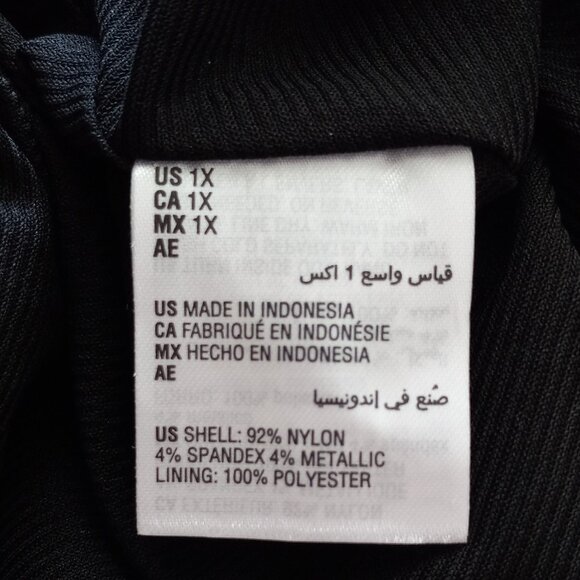 US 1X
CA 1X
MX 1X
AE
قياس واسع 1 اكس
US MADE IN INDONESIA
CA FABRIQUÉ EN INDONÉSIE
MX HECHO EN INDONESIA
AE
صُنع في إندونيسيا
US SHELL: 92% NYLON
4% SPANDEX 4% METALLIC
LINING: 100% POLYESTER